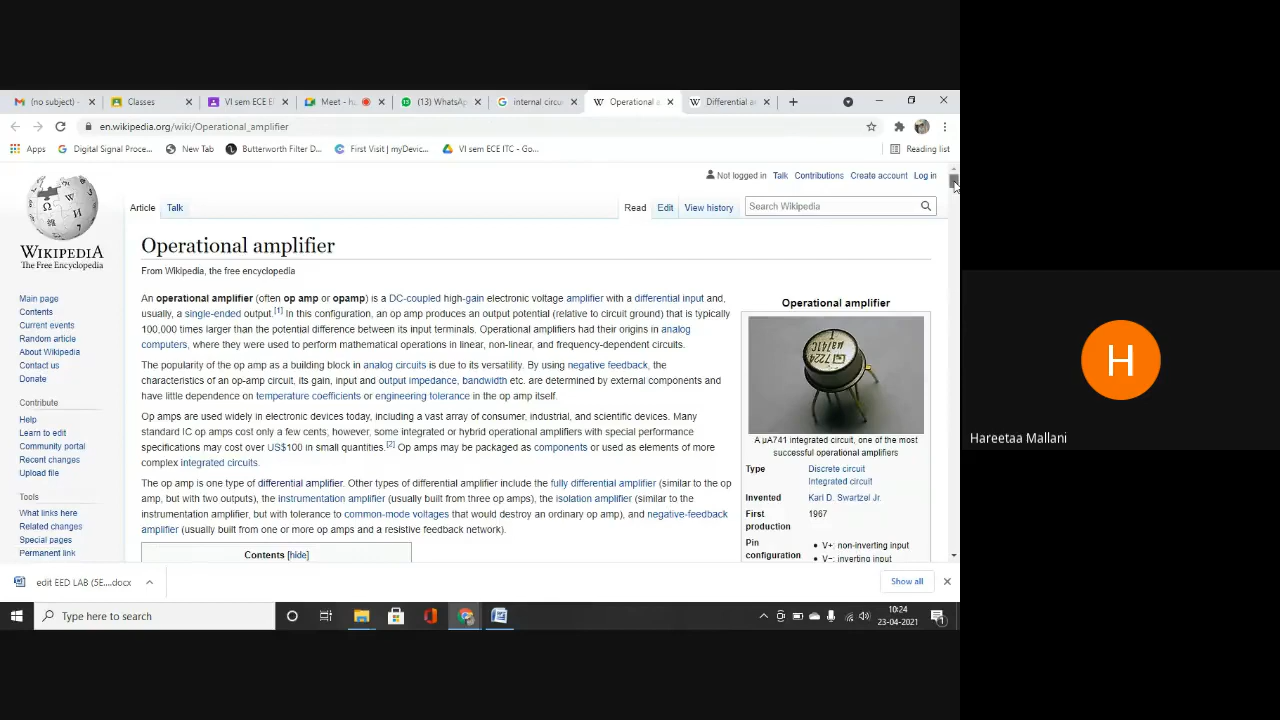 (no subject) -
Classes
VI sem ECE E
Meet - h
(13) WhatsAp
internal circu
Operational a
Differential a
en.wikipedia.org/wiki/Operational_amplifier
Apps
Digital Signal Proce...
New Tab
Butterworth Filter D...
First Visit | myDevic...
VI sem ECE ITC - Go...
Reading list
Not logged in Talk Contributions Create account Log in
Article Talk
Read Edit View history
Search Wikipedia
WIKIPEDIA
The Free Encyclopedia
Main page
Contents
Current events
Random article
About Wikipedia
Contact us
Donate
Contribute
Help
Learn to edit
Community portal
Recent changes
Upload file
Tools
What links here
Related changes
Special pages
Permanent link
Operational amplifier
From Wikipedia, the free encyclopedia
An operational amplifier (often op amp or opamp) is a DC-coupled high-gain electronic voltage amplifier with a differential input and,
usually, a single-ended output.[1] In this configuration, an op amp produces an output potential (relative to circuit ground) that is typically
100,000 times larger than the potential difference between its input terminals. Operational amplifiers had their origins in analog
computers, where they were used to perform mathematical operations in linear, non-linear, and frequency-dependent circuits.
The popularity of the op amp as a building block in analog circuits is due to its versatility. By using negative feedback, the
characteristics of an op-amp circuit, its gain, input and output impedance, bandwidth etc. are determined by external components and
have little dependence on temperature coefficients or engineering tolerance in the op amp itself.
Op amps are used widely in electronic devices today, including a vast array of consumer, industrial, and scientific devices. Many
standard IC op amps cost only a few cents; however, some integrated or hybrid operational amplifiers with special performance
specifications may cost over US$100 in small quantities.[2] Op amps may be packaged as components or used as elements of more
complex integrated circuits.
The op amp is one type of differential amplifier. Other types of differential amplifier include the fully differential amplifier (similar to the op
amp, but with two outputs), the instrumentation amplifier (usually built from three op amps), the isolation amplifier (similar to the
instrumentation amplifier, but with tolerance to common-mode voltages that would destroy an ordinary op amp), and negative-feedback
amplifier (usually built from one or more op amps and a resistive feedback network).
Contents [hide]
Operational amplifier
7224
µa741C
A µA741 integrated circuit, one of the most
successful operational amplifiers
Type Discrete circuit
Integrated circuit
Invented Karl D. Swartzel Jr.
First 1967
production
Pin • V+: non-inverting input
configuration • V−: inverting input
edit EED LAB (5E....docx
Show all
Type here to search
10:24
23-04-2021
1
H
Hareetaa Mallani